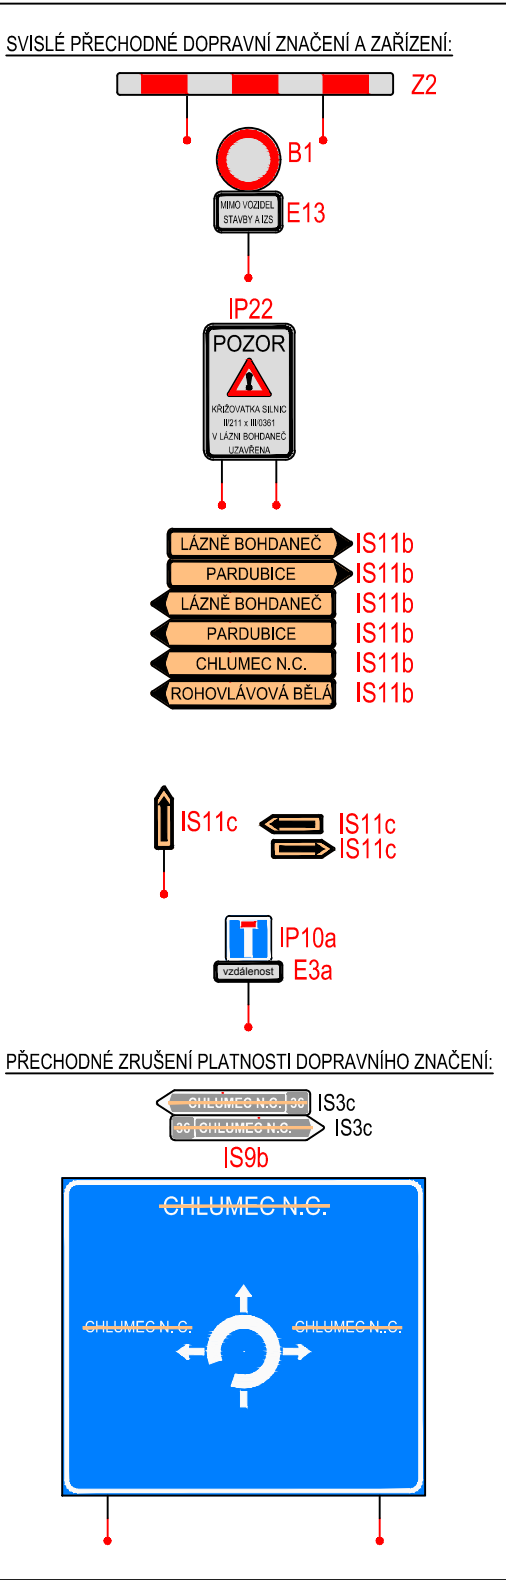 SVISLÉ PŘECHODNÉ DOPRAVNÍ ZNAČENÍ A ZAŘÍZENÍ:
Z2
B1
MIMO VOZIDEL
STAVBY A IZS
E13
IP22
POZOR
!
KŘIŽOVATKA SILNIC
II/211 x III/0361
V LÁZNI BOHDANEČ
UZAVŘENA
LÁZNĚ BOHDANEČ IS11b
PARDUBICE IS11b
LÁZNĚ BOHDANEČ IS11b
PARDUBICE IS11b
CHLUMEC N.C. IS11b
ROHOVLÁVOVÁ BĚLÁ IS11b
IS11c
IS11c
IS11c
IP10a
vzdálenost E3a
PŘECHODNÉ ZRUŠENÍ PLATNOSTI DOPRAVNÍHO ZNAČENÍ:
CHLUMEC N.C. 36 IS3c
36 CHLUMEC N.C. IS3c
IS9b
CHLUMEC N.C.
CHLUMEC N. C.
CHLUMEC N..C.